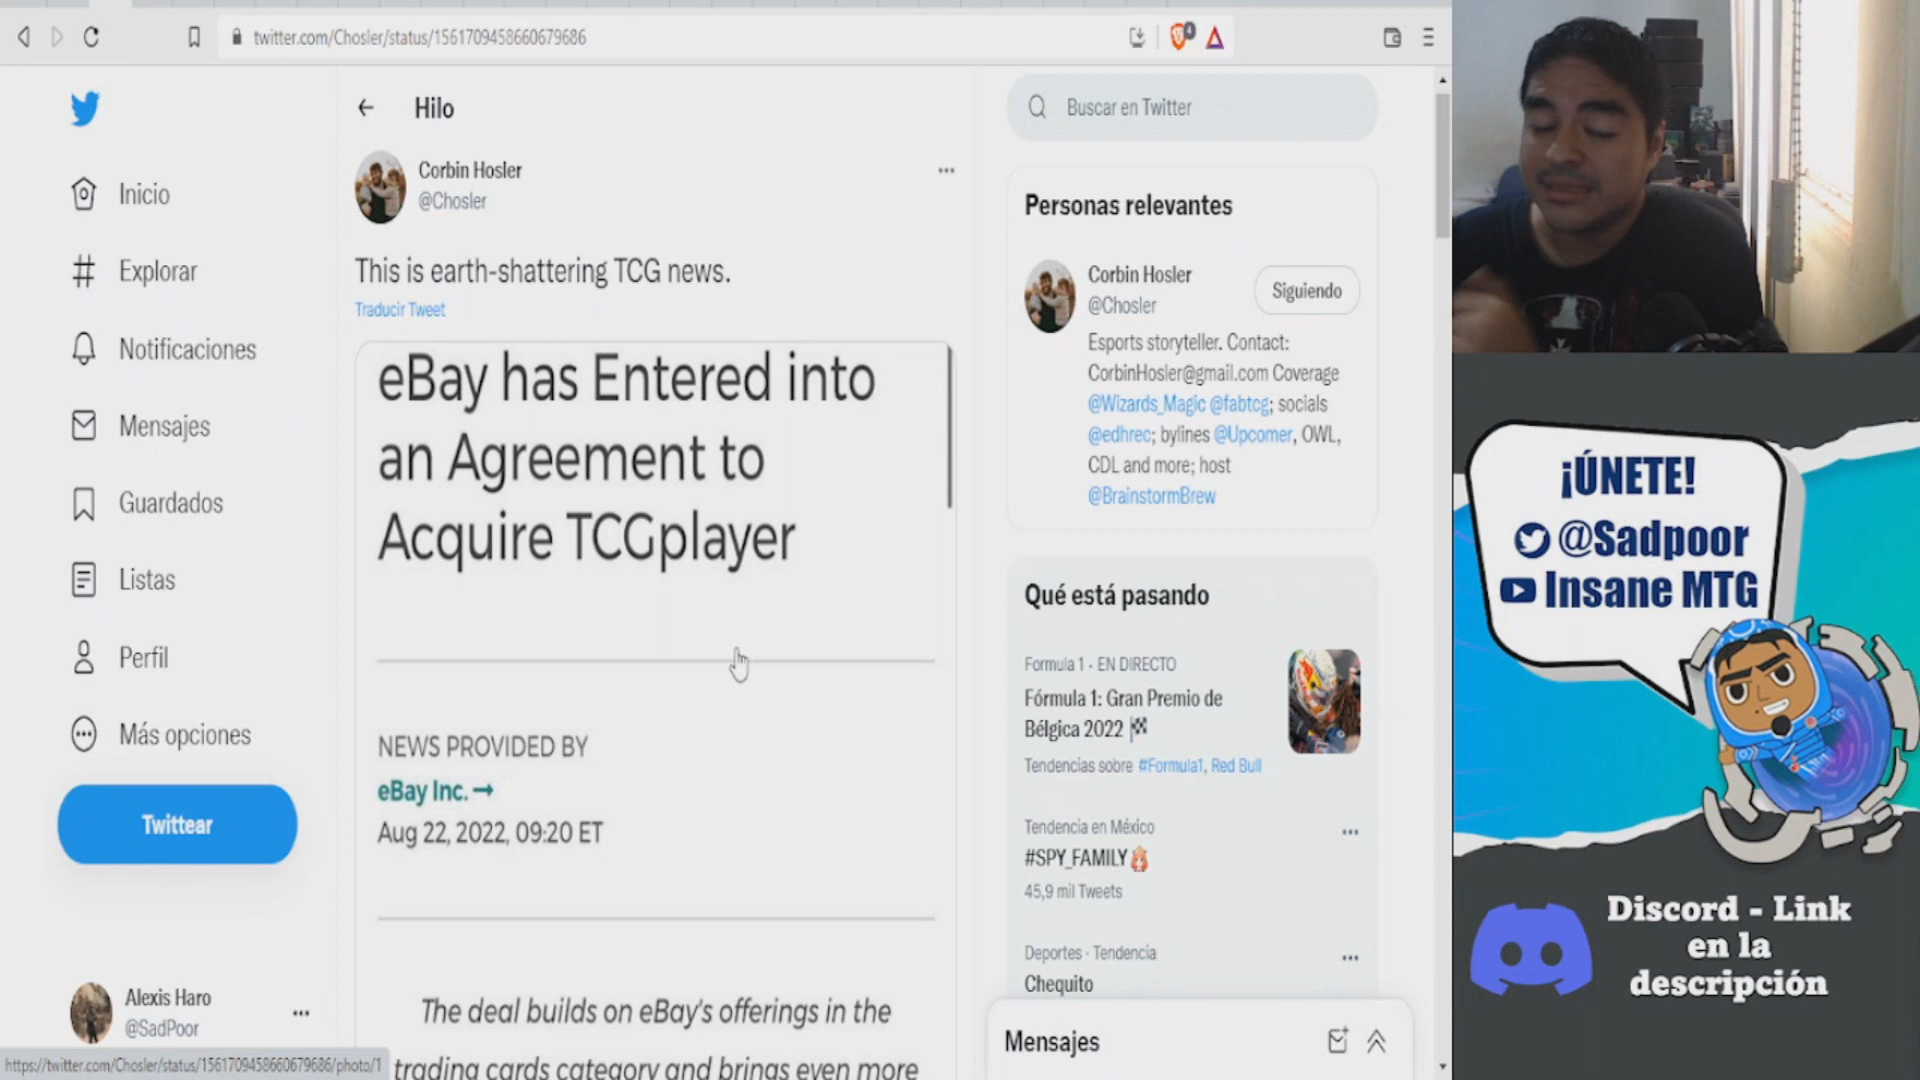 twitter.com/Chosler/status/1561709458660679686
4
Inicio
Explorar
Notificaciones
Mensajes
Guardados
Listas
Perfil
Más opciones
Twittear
Alexis Haro
@SadPoor
https://twitter.com/Chosler/status/1561709458660679686/photo/1
Hilo
Corbin Hosler
@Chosler
This is earth-shattering TCG news.
Traducir Tweet
eBay has Entered into
an Agreement to
Acquire TCGplayer
NEWS PROVIDED BY
eBay Inc.
Aug 22, 2022, 09:20 ET
The deal builds on eBay's offerings in the
trading cards category and brings even more
Buscar en Twitter
Personas relevantes
Corbin Hosler
@Chosler
Siguiendo
Esports storyteller. Contact:
CorbinHosler@gmail.com Coverage
@Wizards_Magic @fabtcg; socials
@edhrec; bylines @Upcomer, OWL,
CDL and more; host
@BrainstormBrew
Qué está pasando
Formula 1 · EN DIRECTO
Fórmula 1: Gran Premio de
Bélgica 2022
Tendencias sobre #Formula1, Red Bull
Tendencia en México
#SPY_FAMILY
45,9 mil Tweets
Deportes · Tendencia
Chequito
Mensajes
¡ÚNETE!
@Sadpoor
Insane MTG
Discord - Link
en la
descripción